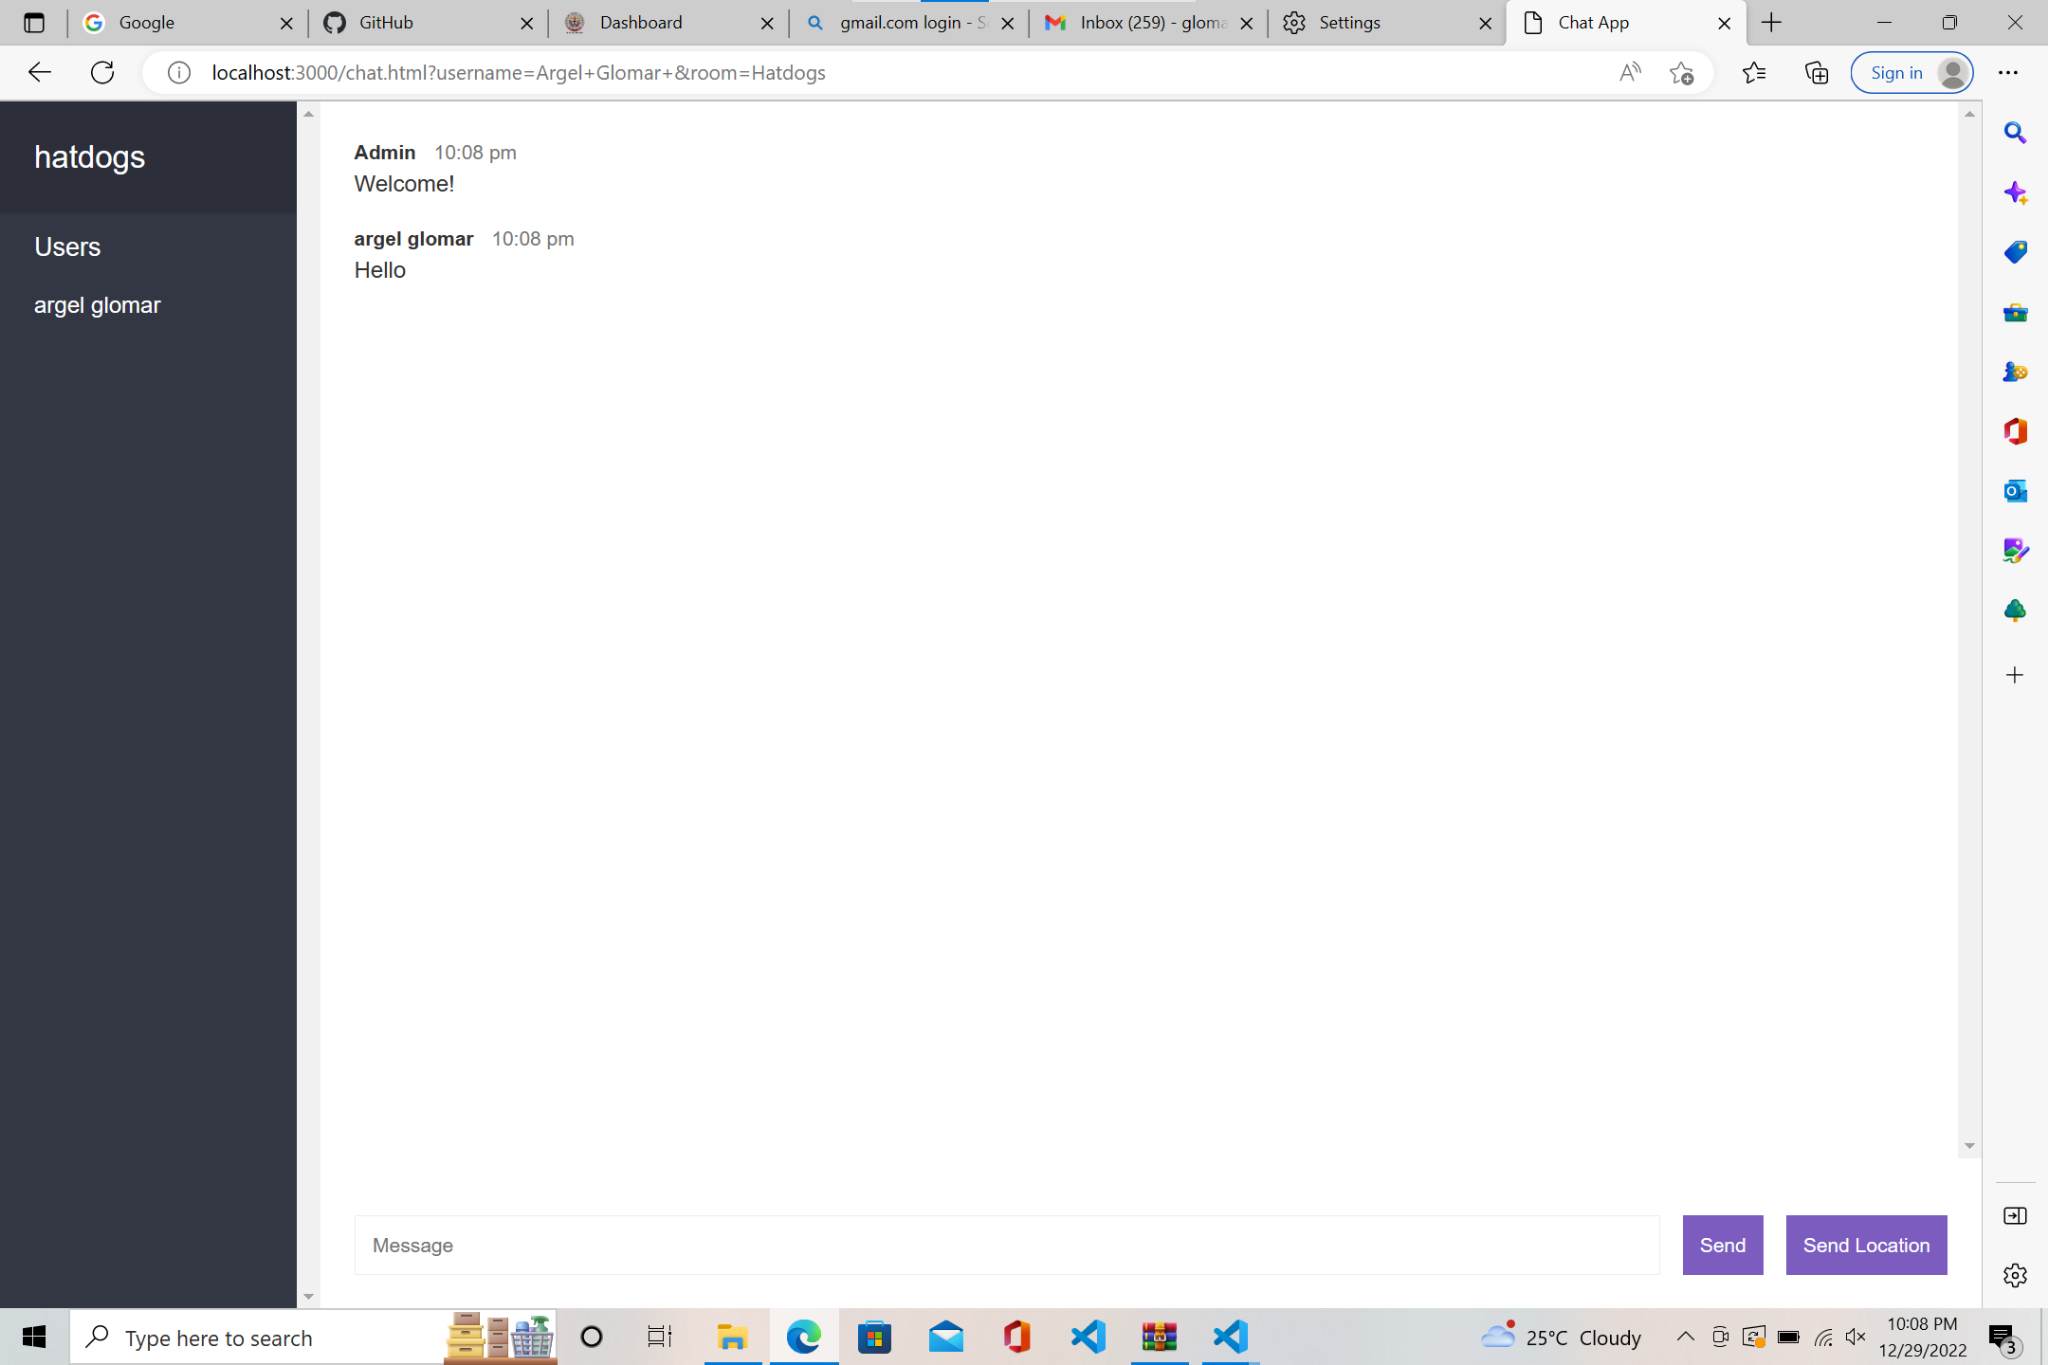 Google
GitHub
Dashboard
gmail.com login - S
Inbox (259) - gloma
Settings
Chat App
localhost:3000/chat.html?username=Argel+Glomar+&room=Hatdogs
Sign in
hatdogs
Users
argel glomar
Admin 10:08 pm
Welcome!
argel glomar 10:08 pm
Hello
Message
Send
Send Location
Type here to search
25°C Cloudy
10:08 PM
12/29/2022
3